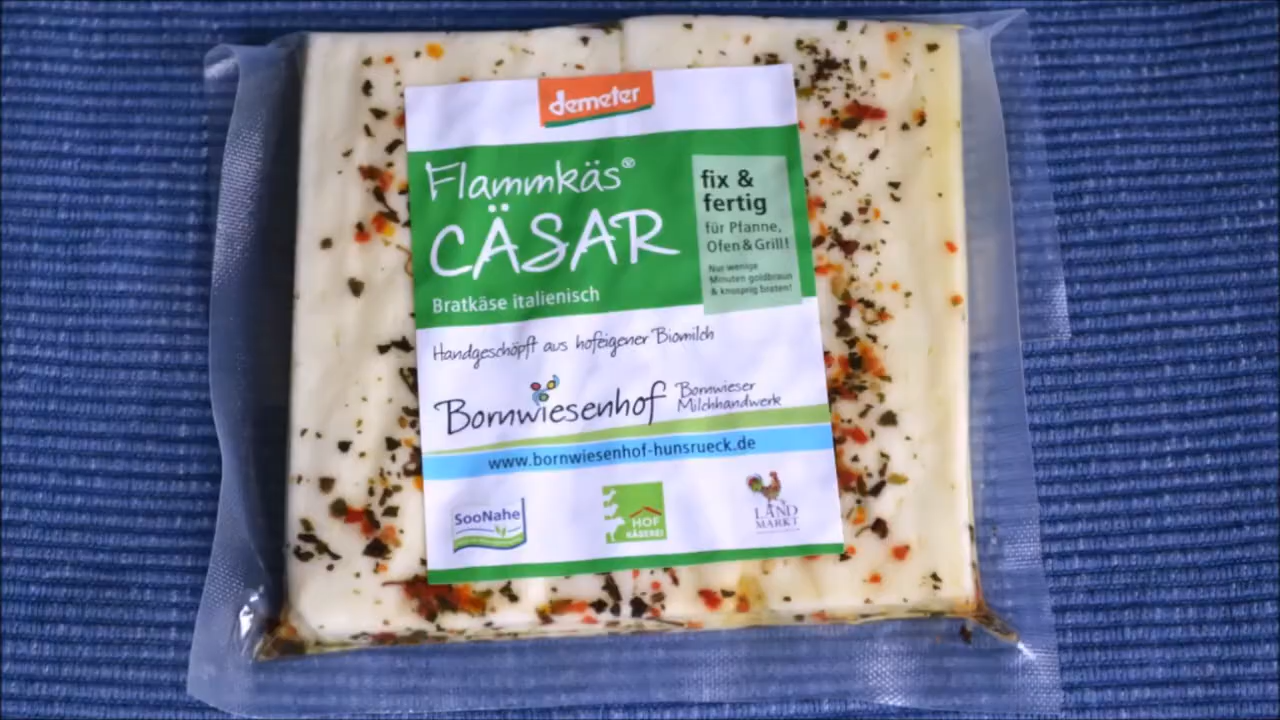 demeter
Flammkäs®
CÄSAR
Bratkäse italienisch
fix &
fertig
für Pfanne,
Ofen & Grill!
Nur wenige
Minuten goldbraun
& knusprig braten!
Handgeschöpft aus hofeigener Biomilch
Bornwiesenhof
Bornwieser
Milchhandwerk
www.bornwiesenhof-hunsrueck.de
SooNahe
HOF
KÄSEREI
LAND
MARKT